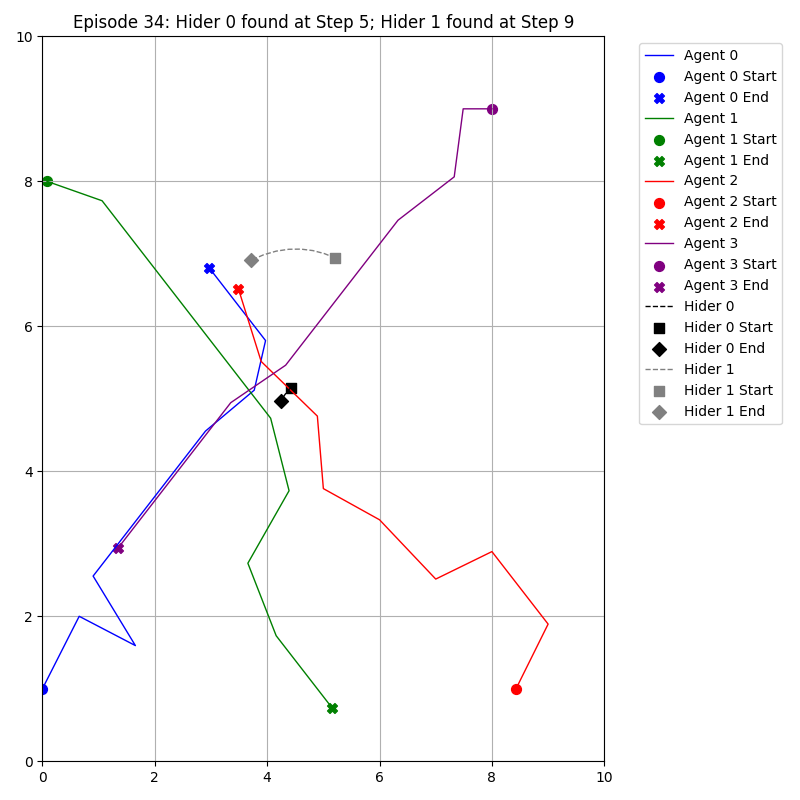 Episode 34: Hider 0 found at Step 5; Hider 1 found at Step 9
10
8
6
4
2
0
0
2
4
6
8
10
Agent 0
Agent 0 Start
Agent 0 End
Agent 1
Agent 1 Start
Agent 1 End
Agent 2
Agent 2 Start
Agent 2 End
Agent 3
Agent 3 Start
Agent 3 End
Hider 0
Hider 0 Start
Hider 0 End
Hider 1
Hider 1 Start
Hider 1 End